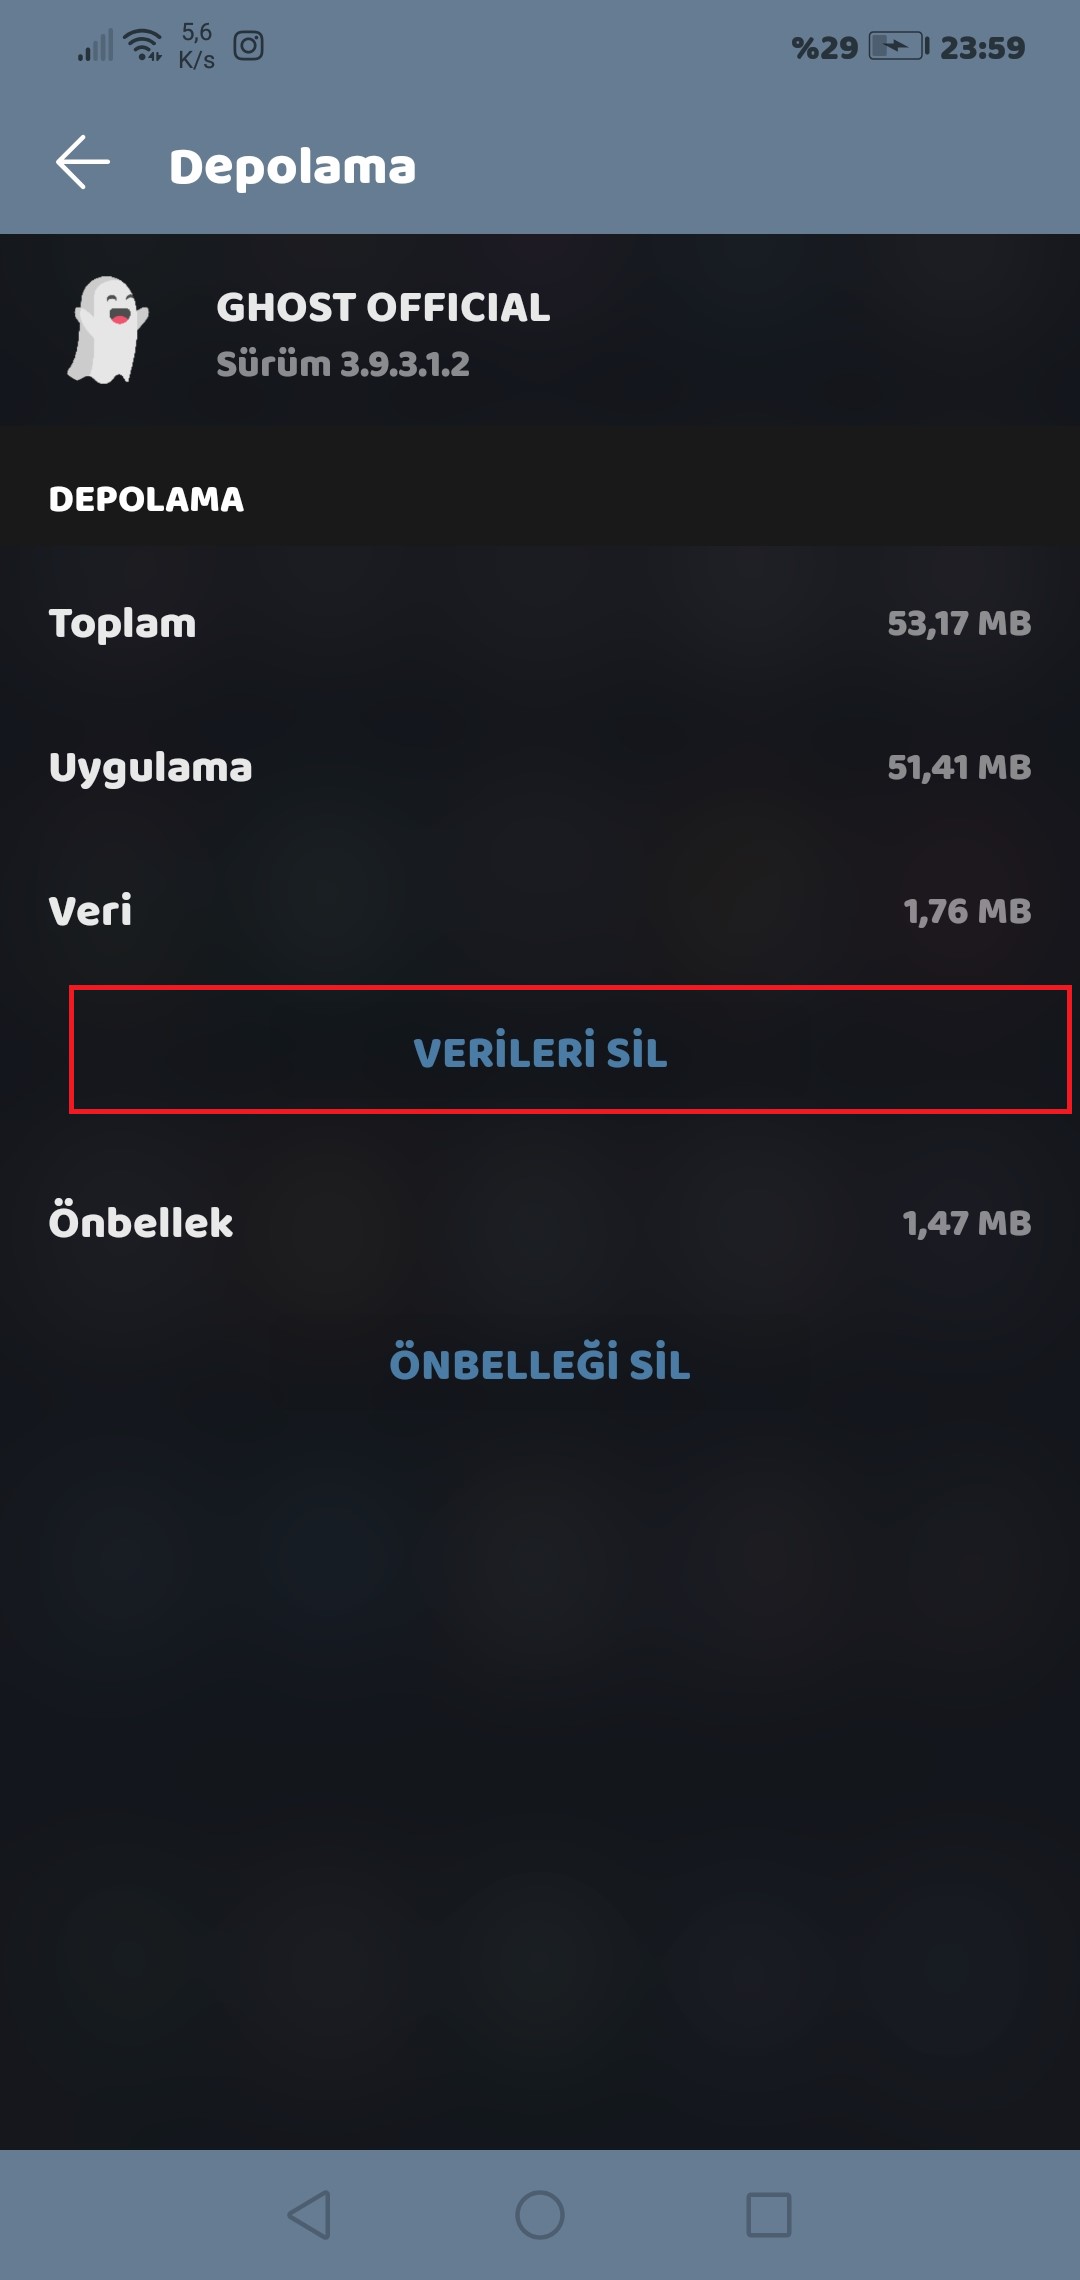 5,6
K/s
%29 23:59
Depolama
GHOST OFFICIAL
Sürüm 3.9.3.1.2
DEPOLAMA
Toplam 53,17 MB
Uygulama 51,41 MB
Veri 1,76 MB
VERİLERİ SİL
Önbellek 1,47 MB
ÖNBELLEĞİ SİL